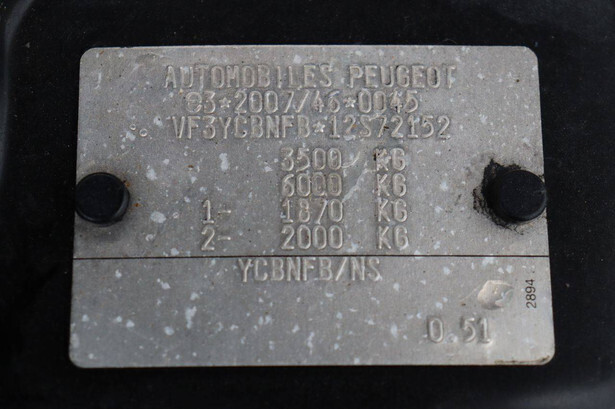 AUTOMOBILES PEUGEOT
93*2007/46*0045
VF3YCBNFB*12S72152
3500 KG
6000 KG
1- 1870 KG
2- 2000 KG
YCBNFB/NS
2894
0.51